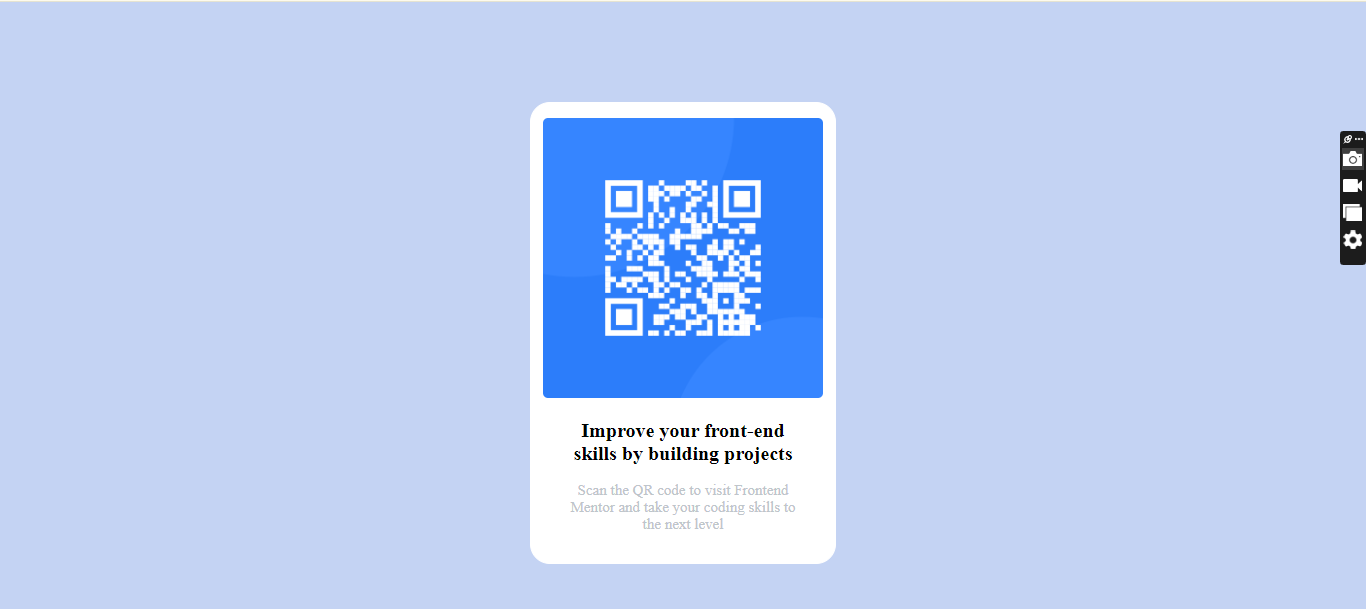 Improve your front-end
skills by building projects
Scan the QR code to visit Frontend
Mentor and take your coding skills to
the next level